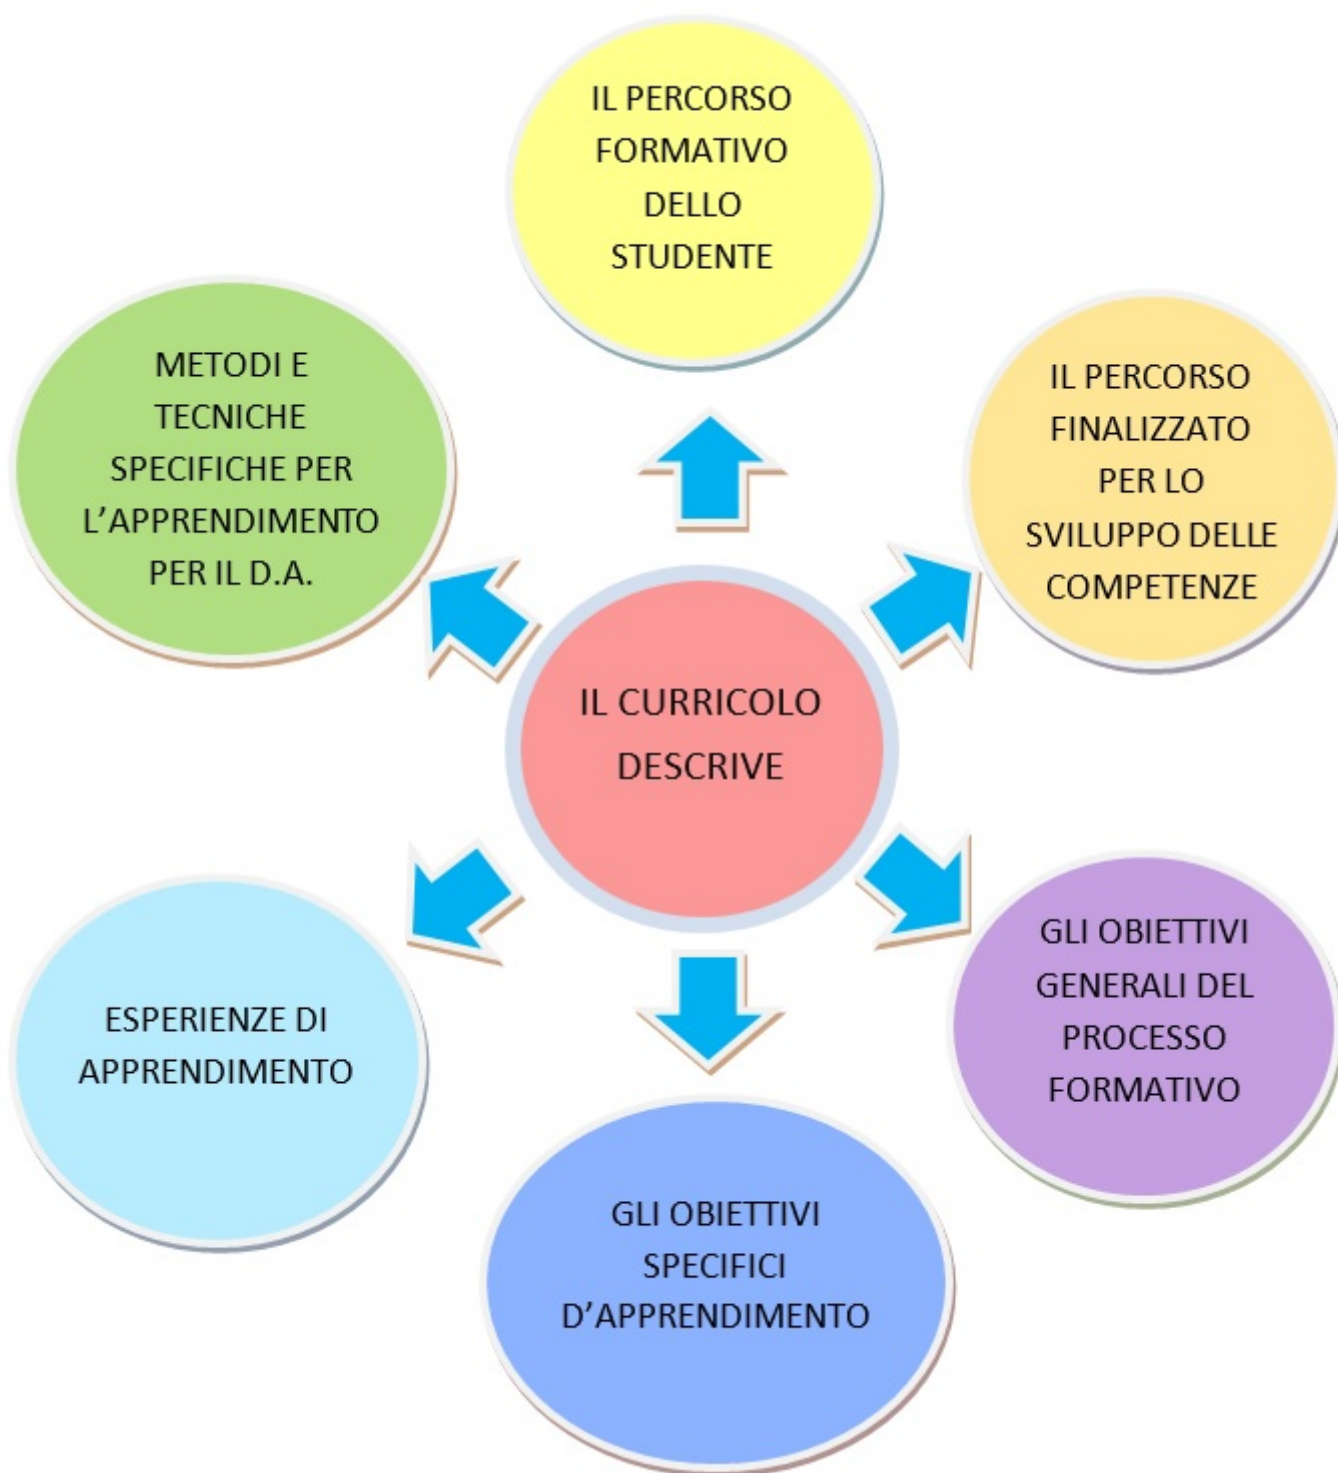 IL PERCORSO
FORMATIVO
DELLO
STUDENTE
METODI E
TECNICHE
SPECIFICHE PER
L’APPRENDIMENTO
PER IL D.A.
IL PERCORSO
FINALIZZATO
PER LO
SVILUPPO DELLE
COMPETENZE
IL CURRICOLO
DESCRIVE
ESPERIENZE DI
APPRENDIMENTO
GLI OBIETTIVI
GENERALI DEL
PROCESSO
FORMATIVO
GLI OBIETTIVI
SPECIFICI
D’APPRENDIMENTO